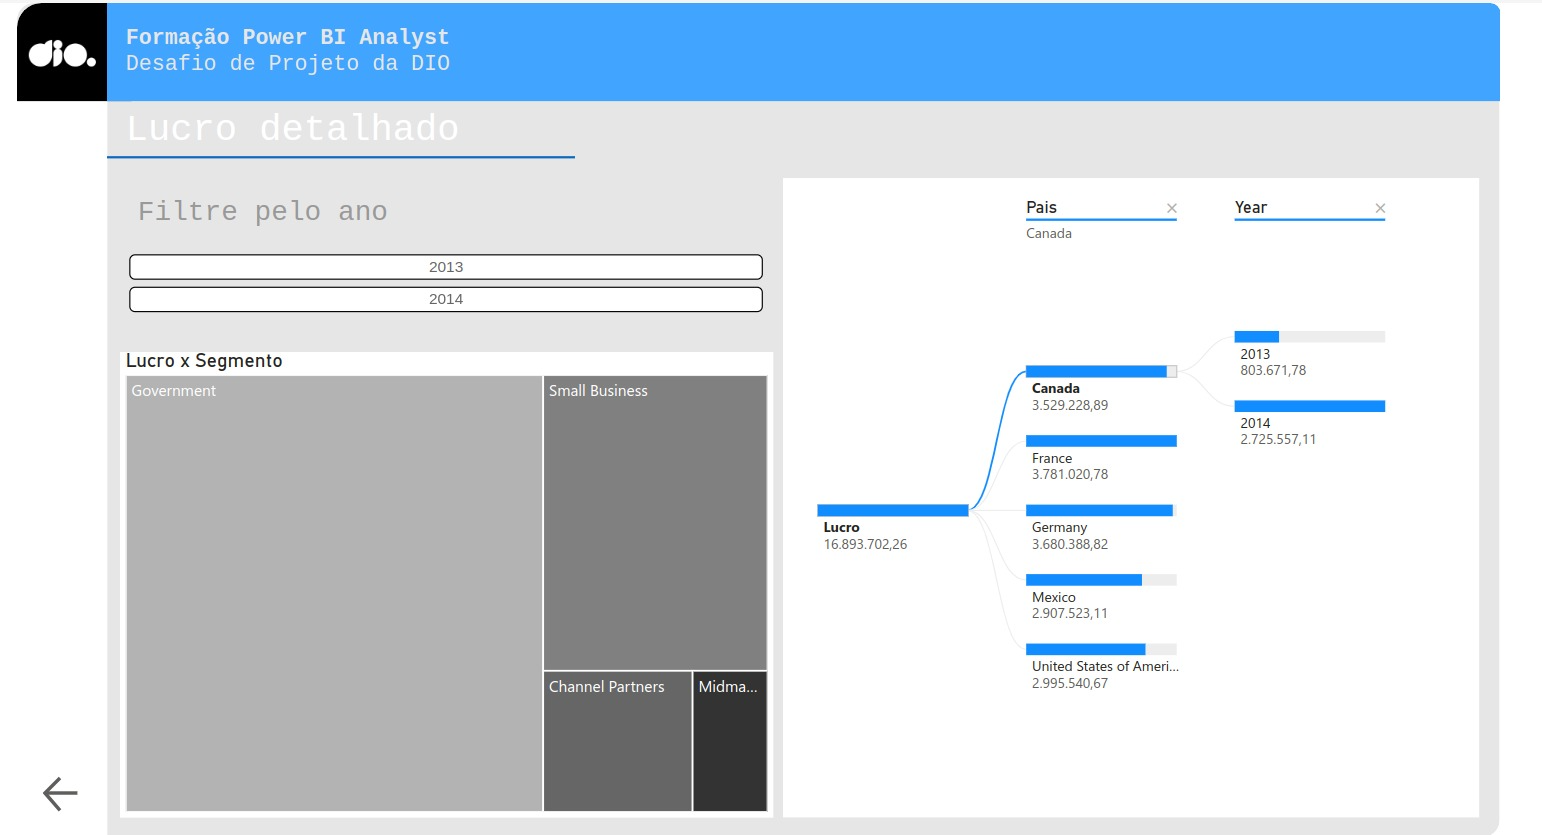 dio.
Formação Power BI Analyst
Desafio de Projeto da DIO
Lucro detalhado
Filtre pelo ano
2013
2014
Lucro x Segmento
Government
Small Business
Channel Partners
Midma...
Pais
Canada
Year
Lucro
16.893.702,26
Canada
3.529.228,89
France
3.781.020,78
Germany
3.680.388,82
Mexico
2.907.523,11
United States of Ameri...
2.995.540,67
2013
803.671,78
2014
2.725.557,11